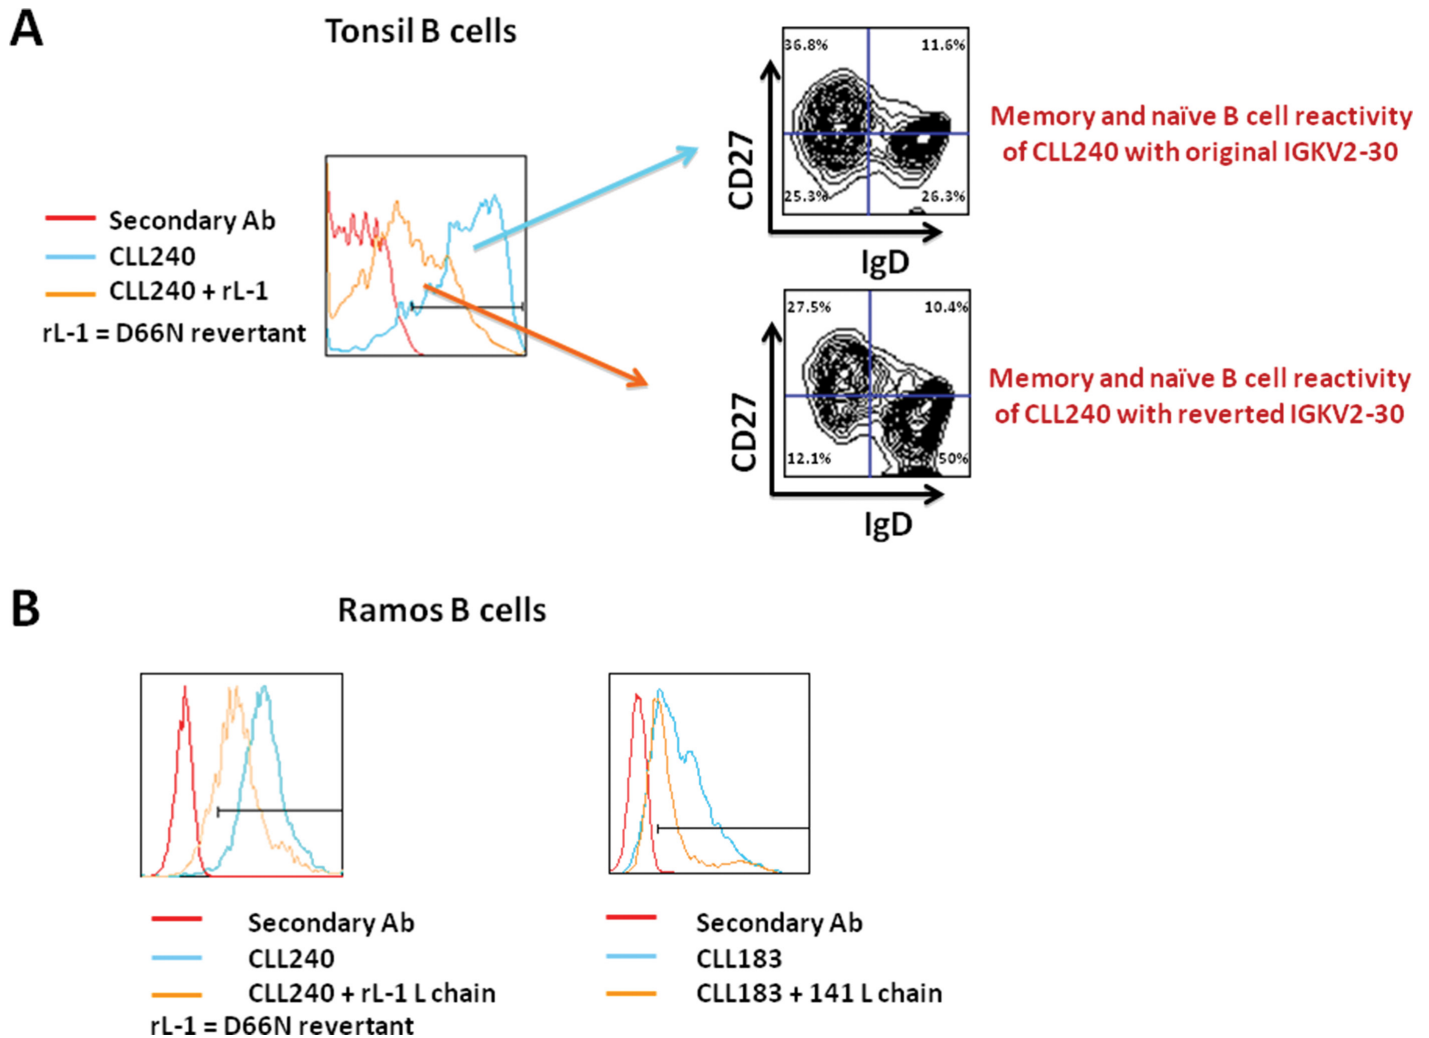 A
Tonsil B cells
Secondary Ab
CLL240
CLL240 + rL-1
rL-1 = D66N revertant
36.8%
11.6%
25.3%
26.3%
CD27
IgD
Memory and naïve B cell reactivity
of CLL240 with original IGKV2-30
27.5%
10.4%
12.1%
50%
CD27
IgD
Memory and naïve B cell reactivity
of CLL240 with reverted IGKV2-30
B
Ramos B cells
Secondary Ab
CLL240
CLL240 + rL-1 L chain
rL-1 = D66N revertant
Secondary Ab
CLL183
CLL183 + 141 L chain